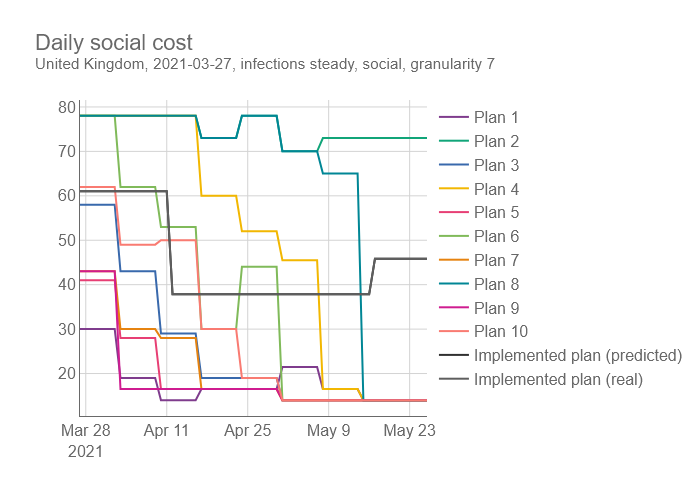 Daily social cost
United Kingdom, 2021-03-27, infections steady, social, granularity 7
80
70
60
50
40
30
20
Mar 28
2021
Apr 11
Apr 25
May 9
May 23
Plan 1
Plan 2
Plan 3
Plan 4
Plan 5
Plan 6
Plan 7
Plan 8
Plan 9
Plan 10
Implemented plan (predicted)
Implemented plan (real)